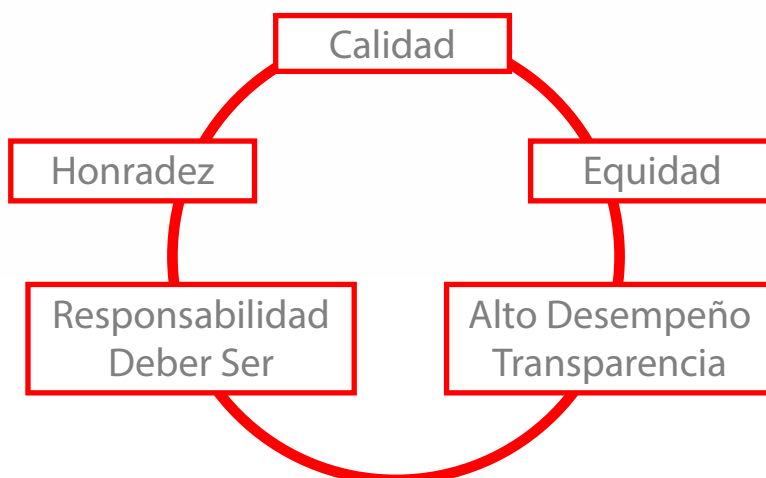 Calidad
Honradez
Equidad
Responsabilidad
Deber Ser
Alto Desempeño
Transparencia